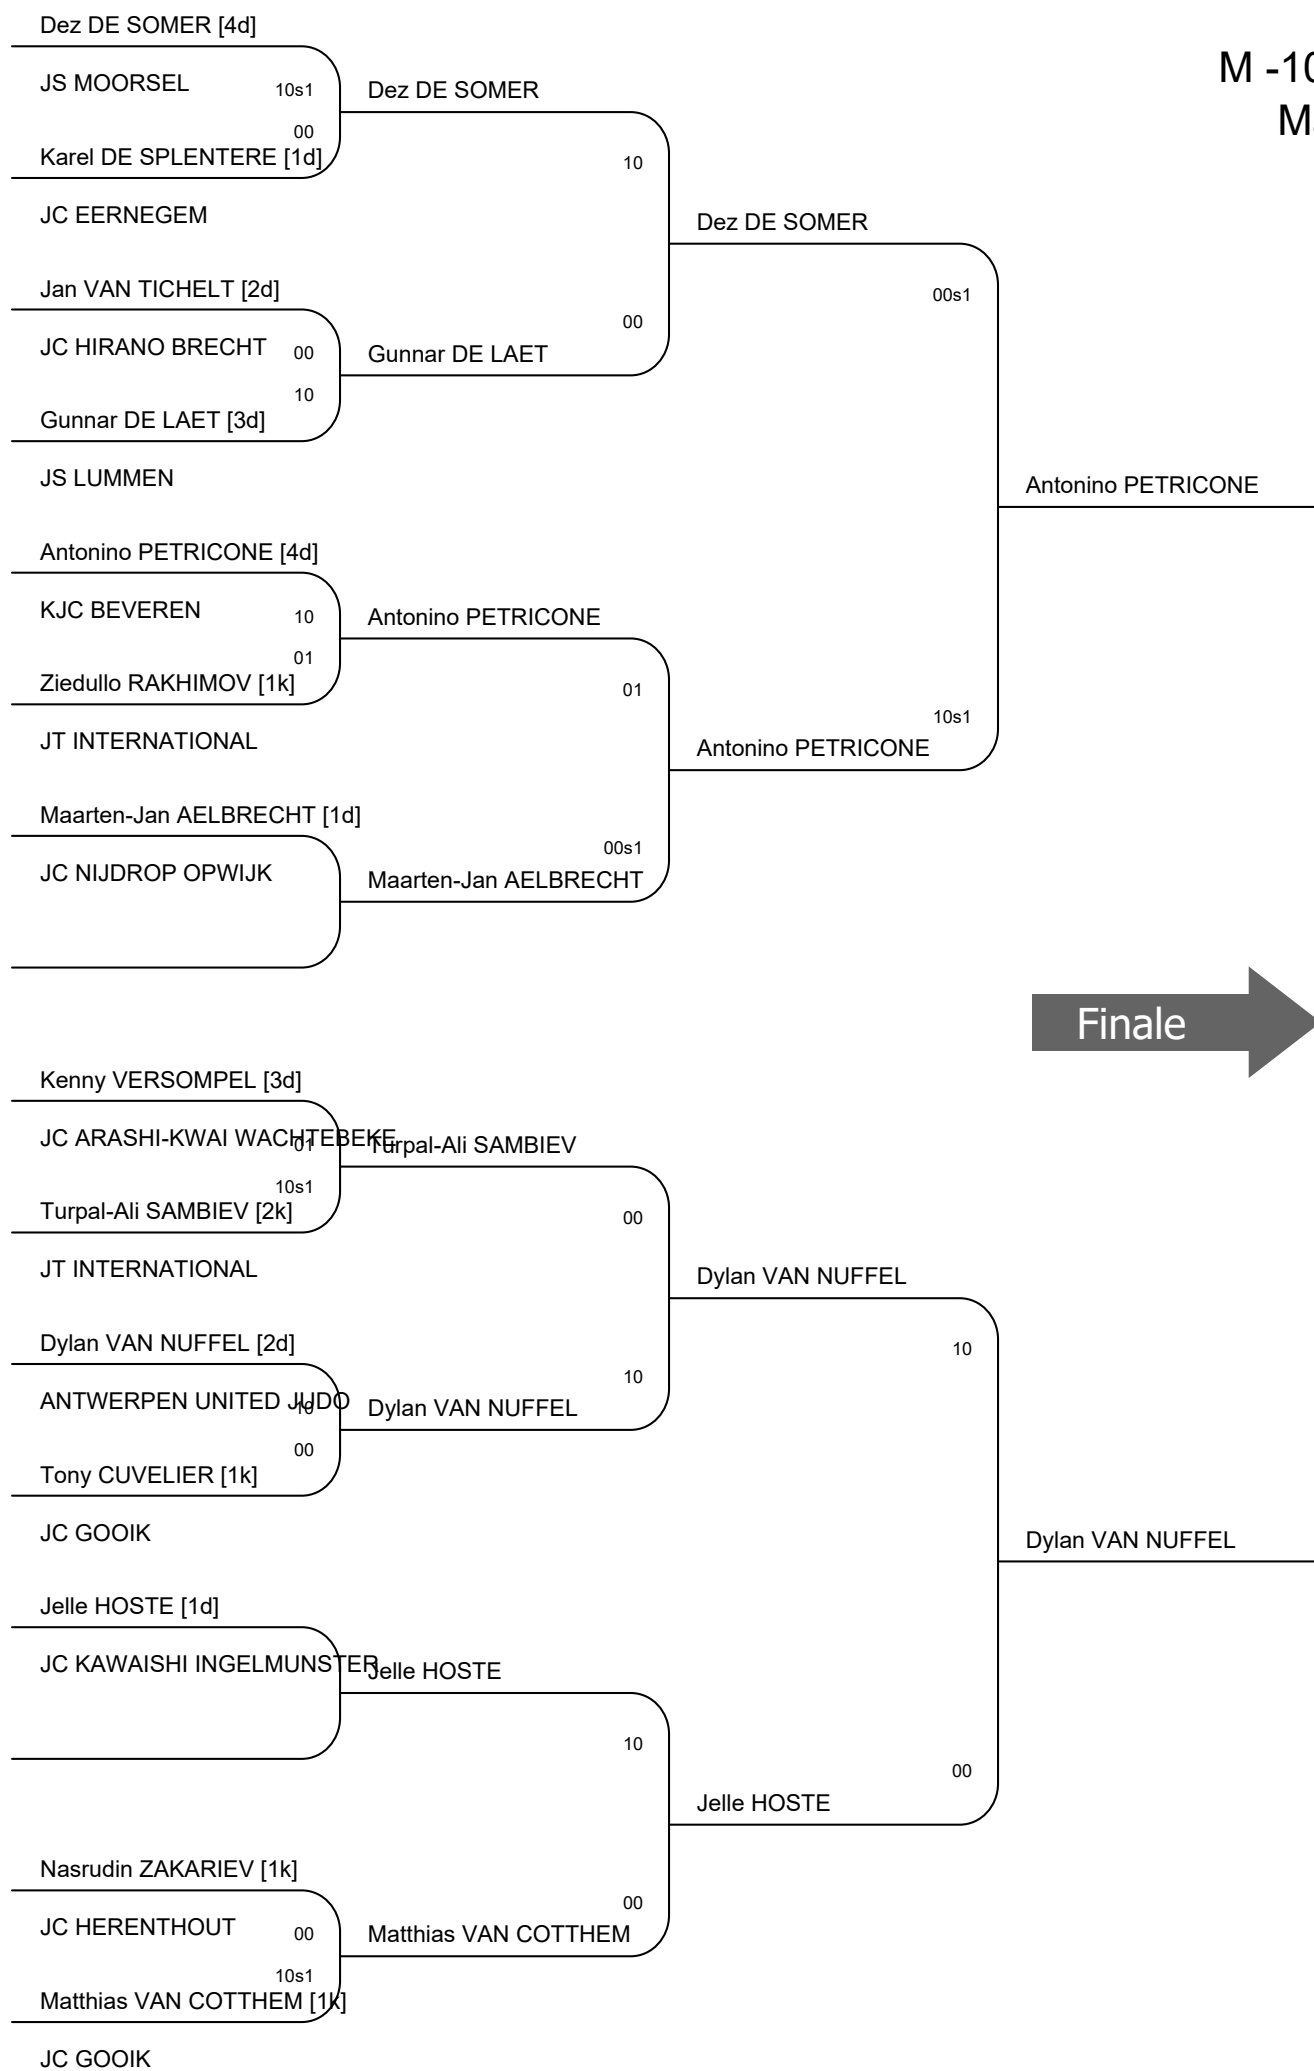 Dez DE SOMER [4d]
M -10
JS MOORSEL
10s1
Dez DE SOMER
00
Karel DE SPLENTERE [1d]
10
JC EERNEGEM
Dez DE SOMER
Jan VAN TICHELT [2d]
00s1
JC HIRANO BRECHT
00
00
Gunnar DE LAET
10
Gunnar DE LAET [3d]
JS LUMMEN
Antonino PETRICONE
Antonino PETRICONE [4d]
KJC BEVEREN
10
Antonino PETRICONE
01
Ziedullo RAKHIMOV [1k]
01
JT INTERNATIONAL
10s1
Antonino PETRICONE
Maarten-Jan AELBRECHT [1d]
00s1
JC NIJDROP OPWIJK
Maarten-Jan AELBRECHT
Finale
Kenny VERSOMPEL [3d]
JC ARASHI-KWAI WACHTEBEKE
01
Turpal-Ali SAMBIEV
10s1
Turpal-Ali SAMBIEV [2k]
00
JT INTERNATIONAL
Dylan VAN NUFFEL
Dylan VAN NUFFEL [2d]
10
ANTWERPEN UNITED JUDO
10
10
Dylan VAN NUFFEL
00
Tony CUVELIER [1k]
JC GOOIK
Dylan VAN NUFFEL
Jelle HOSTE [1d]
JC KAWAISHI INGELMUNSTER
Jelle HOSTE
10
00
Jelle HOSTE
Nasrudin ZAKARIEV [1k]
00
JC HERENTHOUT
00
Matthias VAN COTTHEM
10s1
Matthias VAN COTTHEM [1k]
JC GOOIK